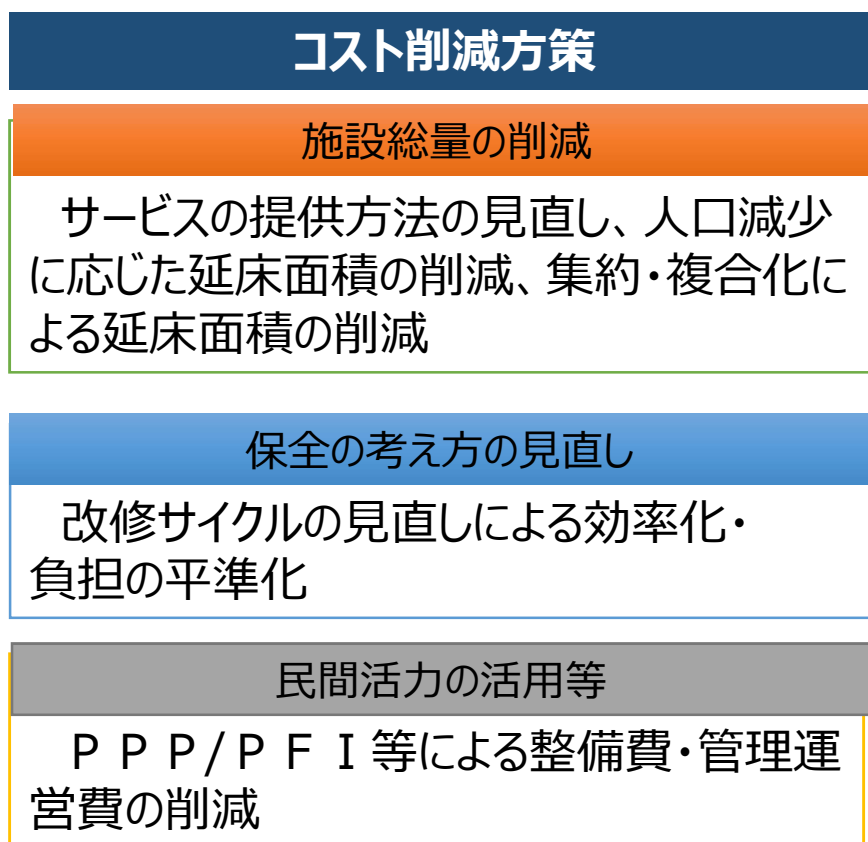 コスト削減方策
施設総量の削減
サービスの提供方法の見直し、人口減少
に応じた延床面積の削減、集約・複合化に
よる延床面積の削減
保全の考え方の見直し
改修サイクルの見直しによる効率化・
負担の平準化
民間活力の活用等
ＰＰＰ/ＰＦＩ等による整備費・管理運
営費の削減